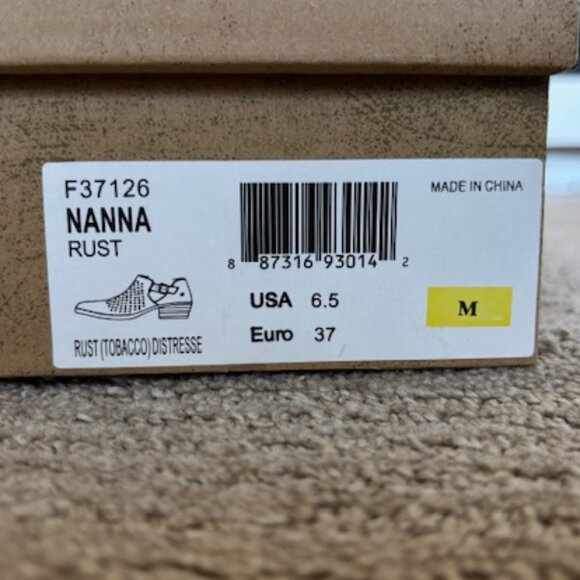 F37126
NANNA
RUST
RUST (TOBACCO) DISTRESSE
8 87316 93014 2
USA 6.5
Euro 37
MADE IN CHINA
M